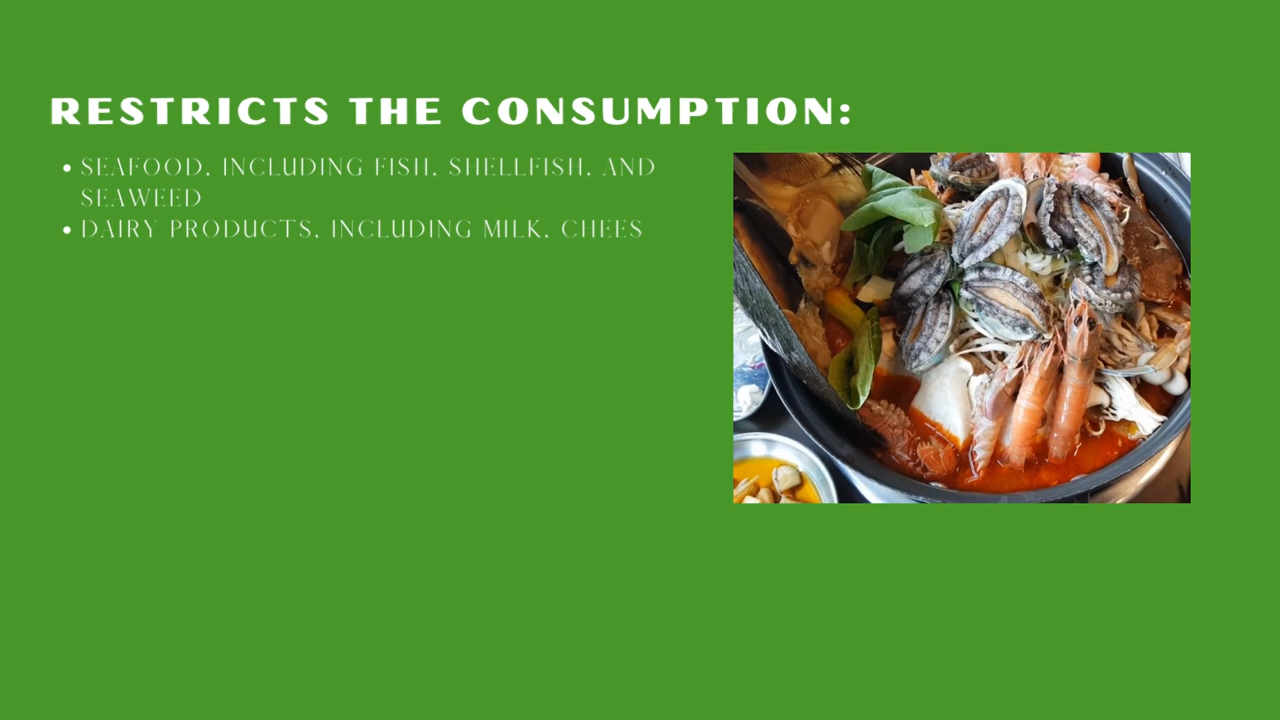 RESTRICTS THE CONSUMPTION:
• SEAFOOD, INCLUDING FISH, SHELLFISH, AND
SEAWEED
• DAIRY PRODUCTS, INCLUDING MILK, CHEES